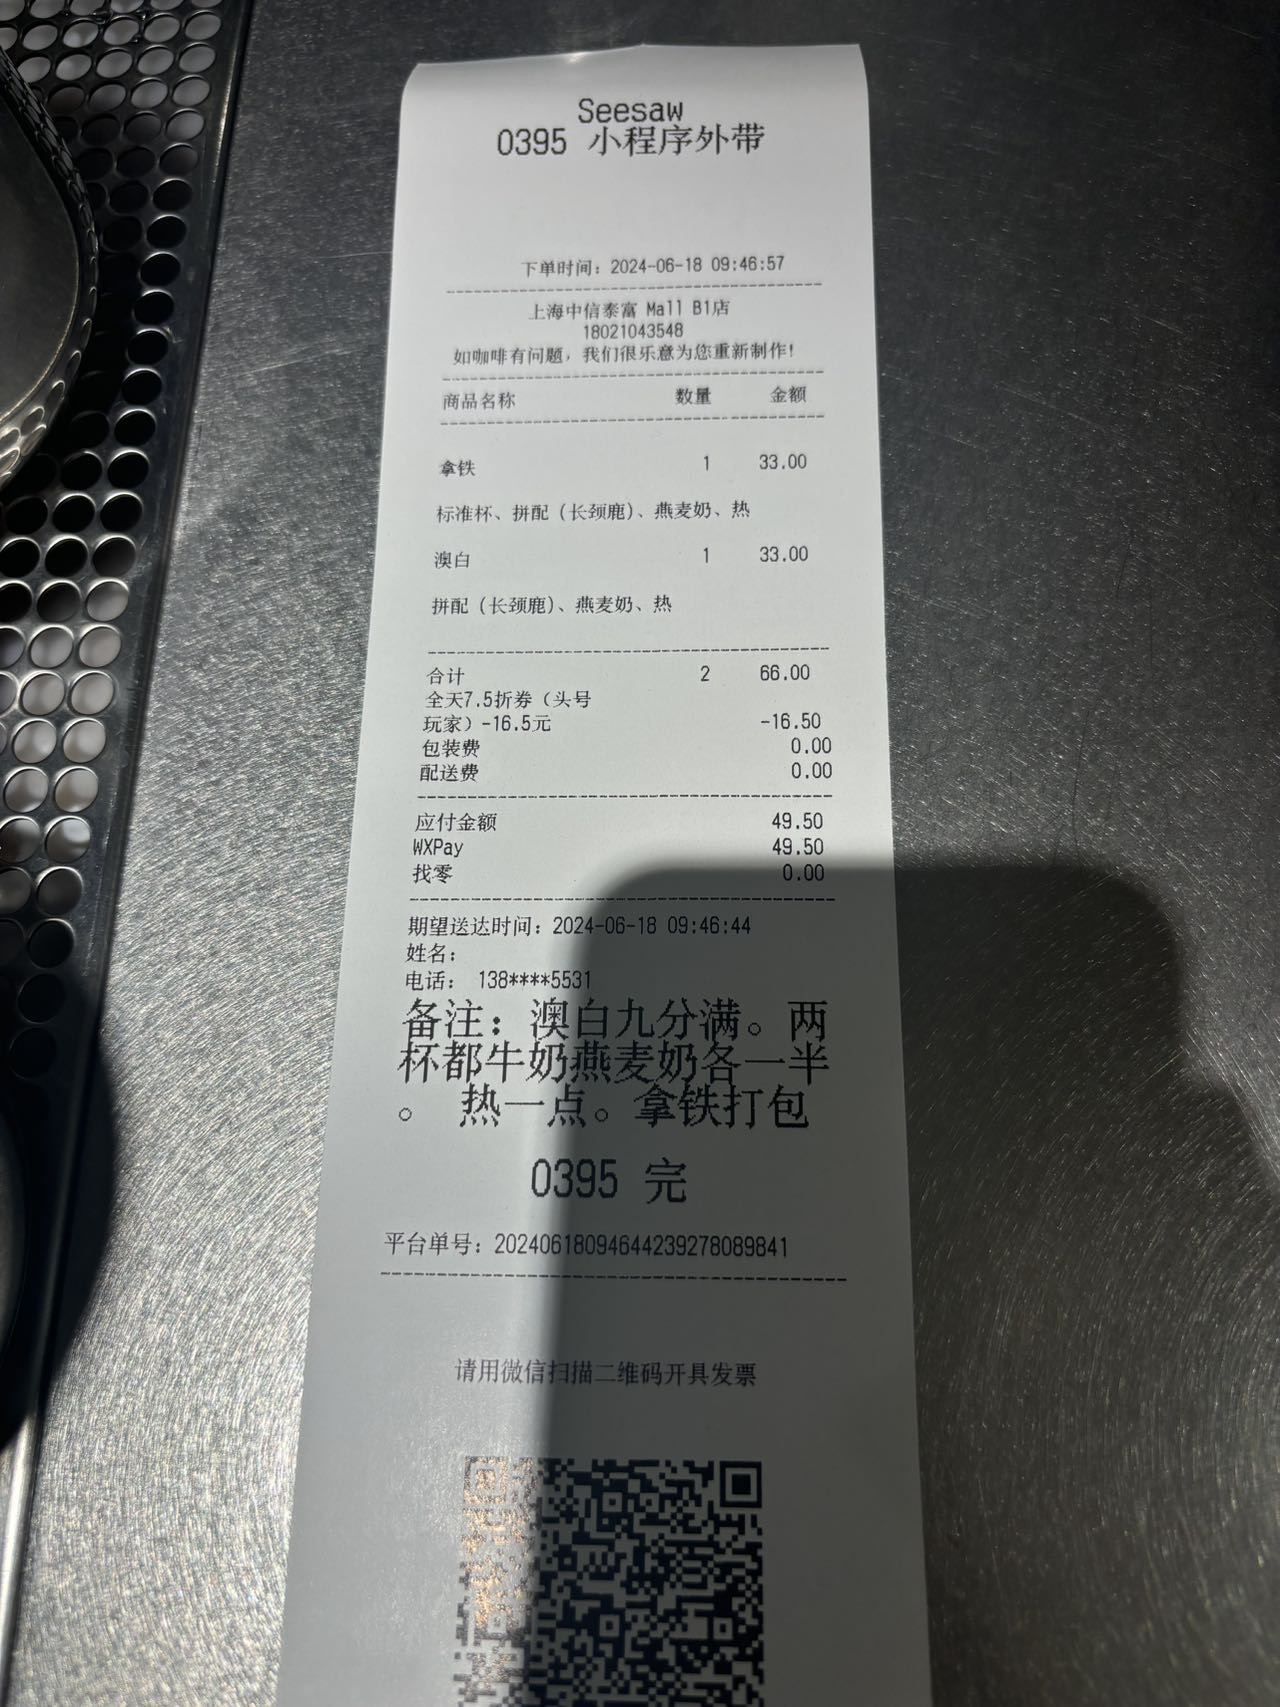 Seesaw
0395 小程序外带
下单时间：2024-06-18 09:46:57
上海中信泰富 Mall B1店
18021043548
如咖啡有问题，我们很乐意为您重新制作！
商品名称 数量 金额
拿铁 1 33.00
标准杯、拼配（长颈鹿）、燕麦奶、热
澳白 1 33.00
拼配（长颈鹿）、燕麦奶、热
合计 2 66.00
全天7.5折券（头号
玩家）-16.5元 -16.50
包装费 0.00
配送费 0.00
应付金额 49.50
WXPay 49.50
找零 0.00
期望送达时间：2024-06-18 09:46:44
姓名：
电话： 138****5531
备注：澳白九分满。两
杯都牛奶燕麦奶各一半
。 热一点。拿铁打包
0395 完
平台单号：20240618094644239278089841
请用微信扫描二维码开具发票